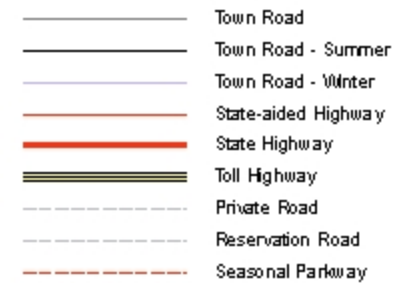 Town Road
Town Road - Summer
Town Road - Winter
State-aided Highway
State Highway
Toll Highway
Private Road
Reservation Road
Seasonal Parkway